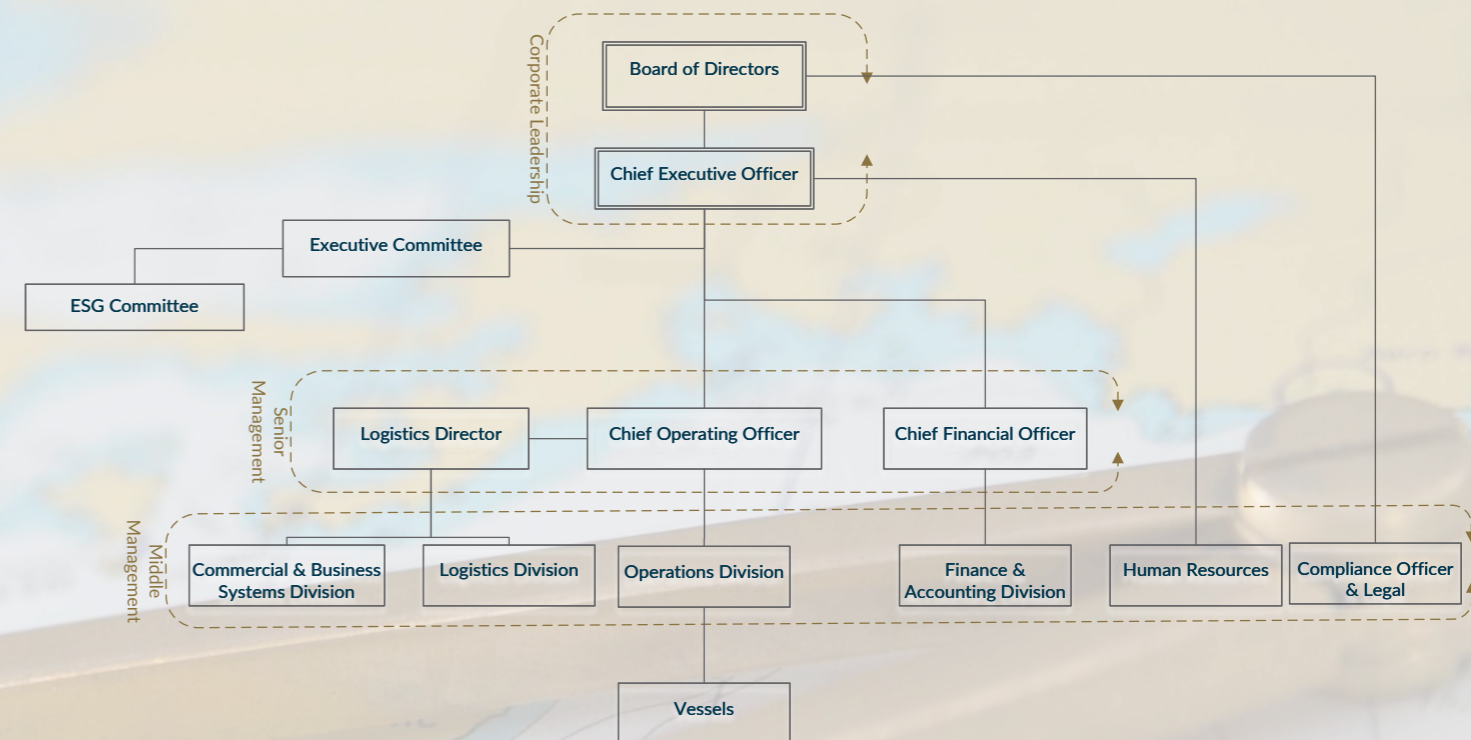 Corporate Leadership
Board of Directors
Chief Executive Officer
Executive Committee
ESG Committee
Senior
Management
Logistics Director
Chief Operating Officer
Chief Financial Officer
Middle
Management
Commercial & Business
Systems Division
Logistics Division
Operations Division
Finance &
Accounting Division
Human Resources
Compliance Officer
& Legal
Vessels